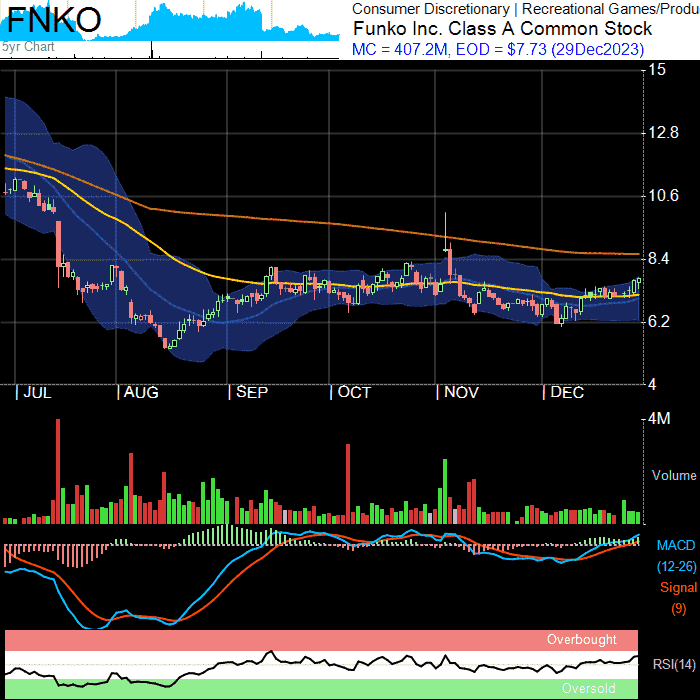 FNKO
5yr Chart
Consumer Discretionary | Recreational Games/Produ
Funko Inc. Class A Common Stock
MC = 407.2M, EOD = $7.73 (29Dec2023)
15
12.8
10.6
8.4
6.2
4
| JUL | AUG | SEP | OCT | NOV | DEC
4M
Volume
MACD
(12-26)
Signal
(9)
Overbought
RSI(14)
Oversold